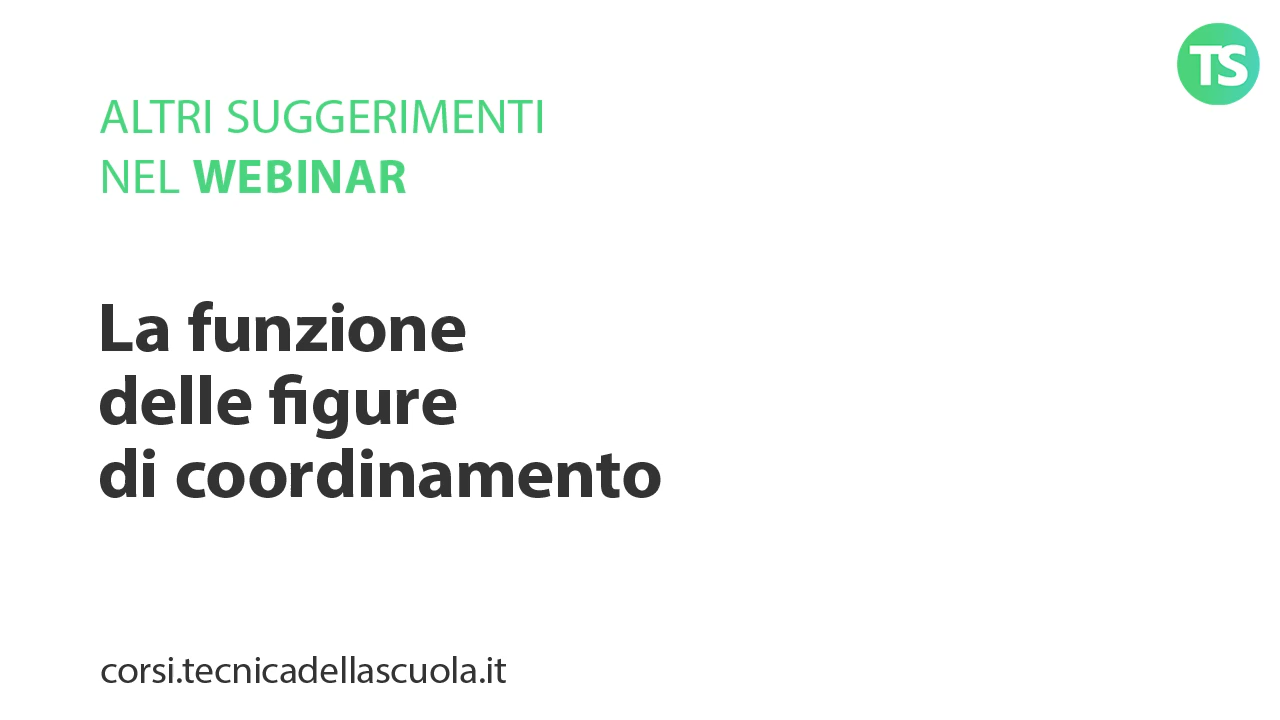 TS
ALTRI SUGGERIMENTI
NEL WEBINAR
La funzione
delle figure
di coordinamento
corsi.tecnicadellascuola.it